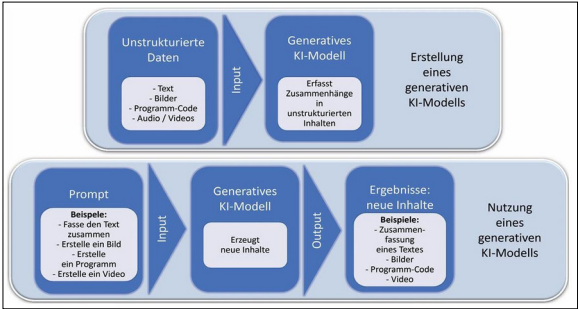 Unstrukturierte
Daten
- Text
- Bilder
- Programm-Code
- Audio / Videos
Input
Generatives
KI-Modell
Erfasst
Zusammenhänge
in
unstrukturierten
Inhalten
Erstellung
eines
generativen
KI-Modells
Prompt
Beispele:
- Fasse den Text
zusammen
- Erstelle ein Bild
- Erstelle
ein Programm
- Erstelle ein Video
Input
Generatives
KI-Modell
Erzeugt
neue Inhalte
Output
Ergebnisse:
neue Inhalte
Beispiele:
- Zusammen-
fassung
eines Textes
- Bilder
- Programm-Code
- Video
Nutzung
eines
generativen
KI-Modells